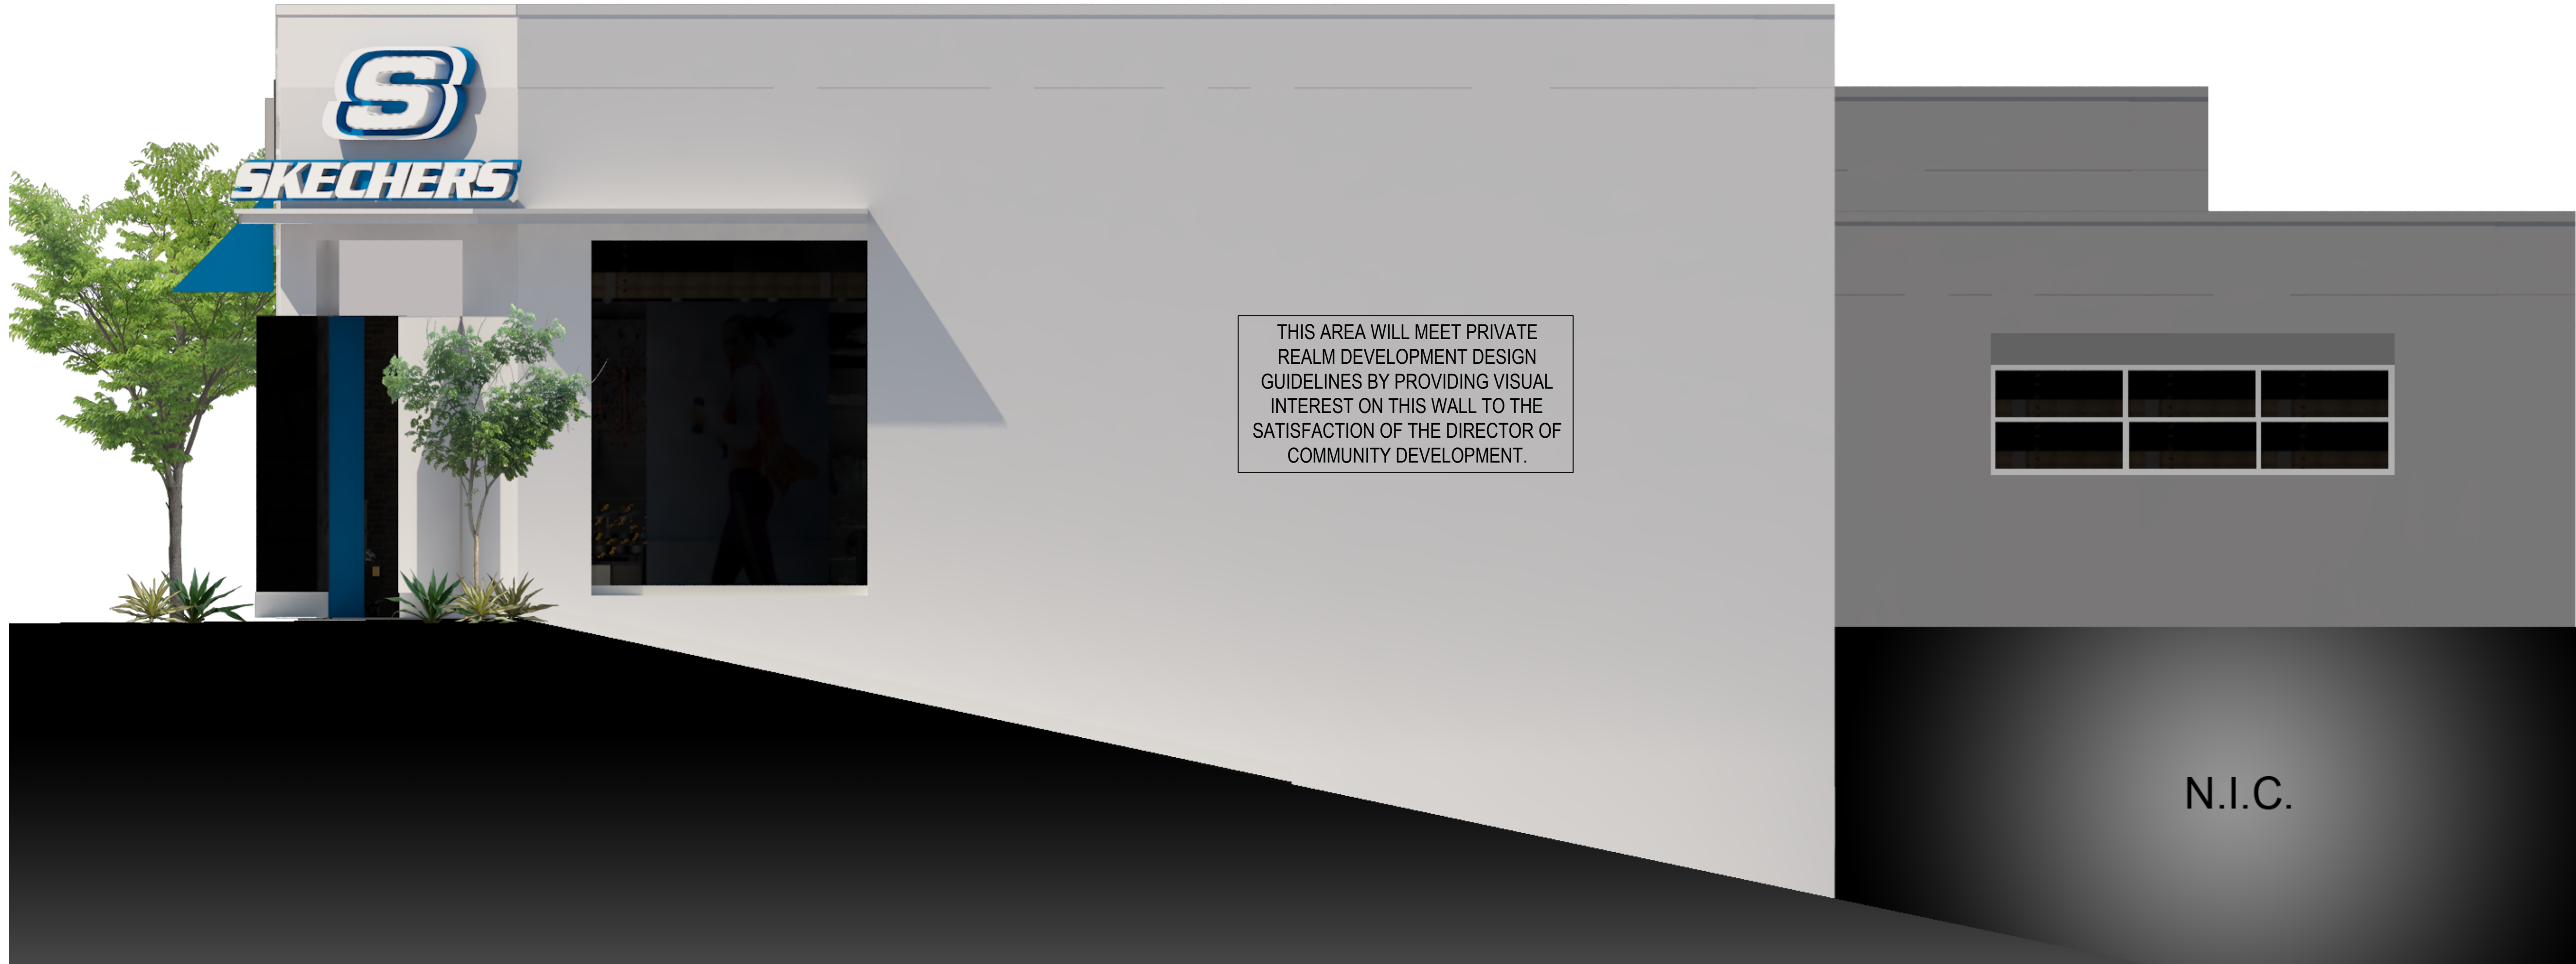 S
SKECHERS
THIS AREA WILL MEET PRIVATE
REALM DEVELOPMENT DESIGN
GUIDELINES BY PROVIDING VISUAL
INTEREST ON THIS WALL TO THE
SATISFACTION OF THE DIRECTOR OF
COMMUNITY DEVELOPMENT.
N.I.C.